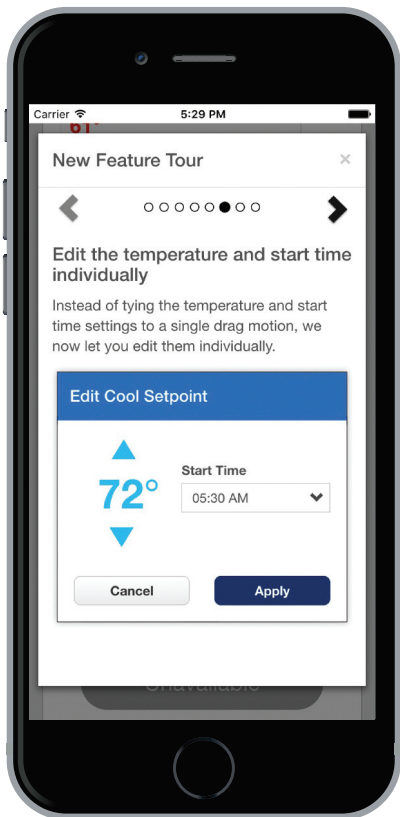 Carrier 5:29 PM
61°
New Feature Tour ×
Edit the temperature and start time
individually
Instead of tying the temperature and start
time settings to a single drag motion, we
now let you edit them individually.
Edit Cool Setpoint
72°
Start Time
05:30 AM
Cancel Apply
Unavailable